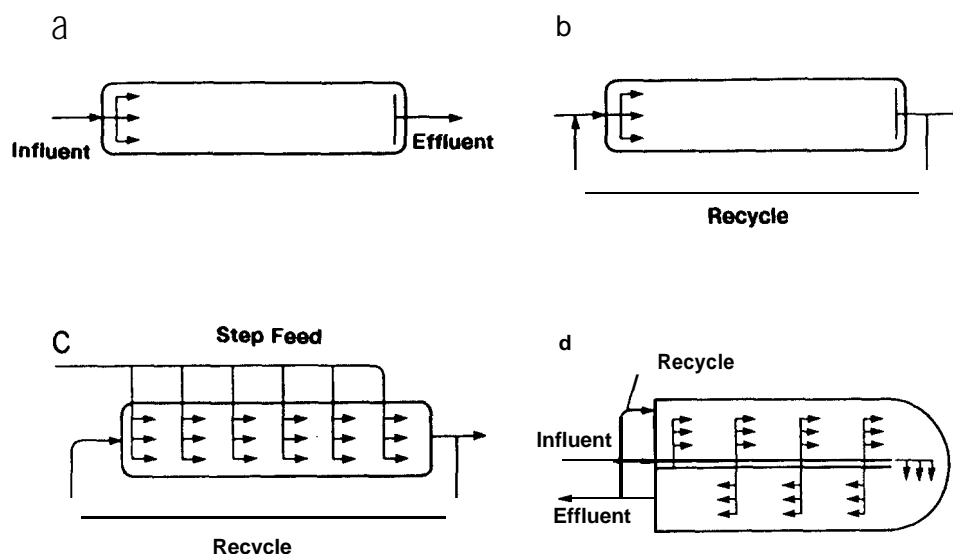 a
Influent
Effluent
b
Recycle
c
Step Feed
Recycle
d
Recycle
Influent
Effluent